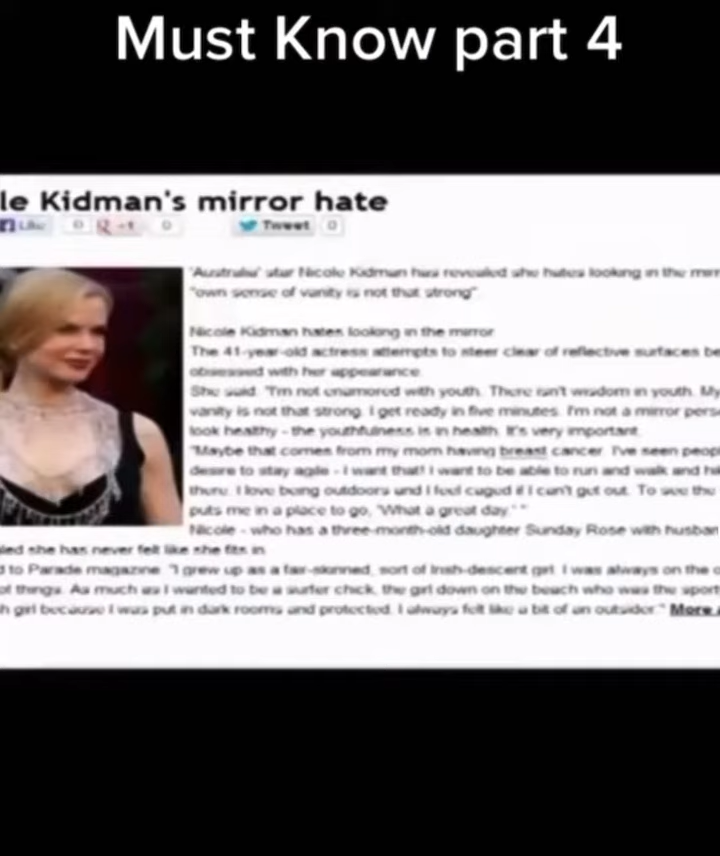 Must Know part 4
le Kidman's mirror hate
Like 0 +1 0 Tweet 0
'Australia' star Nicole Kidman has revealed she hates looking in the mirr
"own sense of vanity is not that strong".
Nicole Kidman hates looking in the mirror.
The 41-year-old actress attempts to steer clear of reflective surfaces be
obsessed with her appearance.
She said: "I'm not enamored with youth. There isn't wisdom in youth. My
vanity is not that strong. I get ready in five minutes. I'm not a mirror pers
look healthy - the youthfulness is in health. It's very important.
"Maybe that comes from my mom having breast cancer. I've seen peop
desire to stay agile - I want that! I want to be able to run and walk and hik
there. I love being outdoors and I feel caged if I can't get out. To see the
puts me in a place to go, 'What a great day.' "
Nicole - who has a three-month-old daughter Sunday Rose with husban
led she has never felt like she fits in.
d to Parade magazine: "I grew up as a fair-skinned, sort of Irish-descent girl. I was always on the o
of things. As much as I wanted to be a surfer chick, the girl down on the beach who was the sport
h girl because I was put in dark rooms and protected. I always felt like a bit of an outsider." More